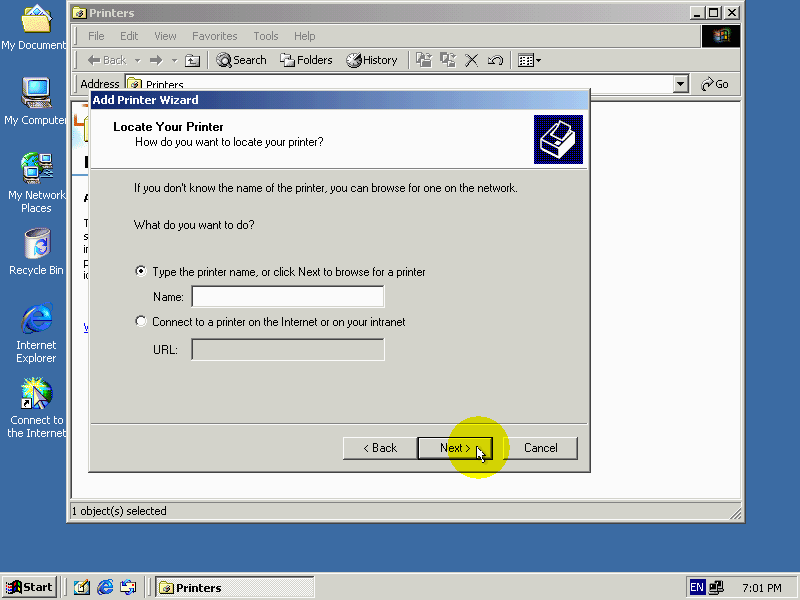 My Document
My Computer
My Network
Places
Recycle Bin
Internet
Explorer
Connect to
the Internet
Printers
File Edit View Favorites Tools Help
Back Search Folders History
Address Printers Go
Add Printer Wizard
Locate Your Printer
How do you want to locate your printer?
If you don't know the name of the printer, you can browse for one on the network.
What do you want to do?
Type the printer name, or click Next to browse for a printer
Name:
Connect to a printer on the Internet or on your intranet
URL:
< Back Next > Cancel
1 object(s) selected
Start Printers EN 7:01 PM